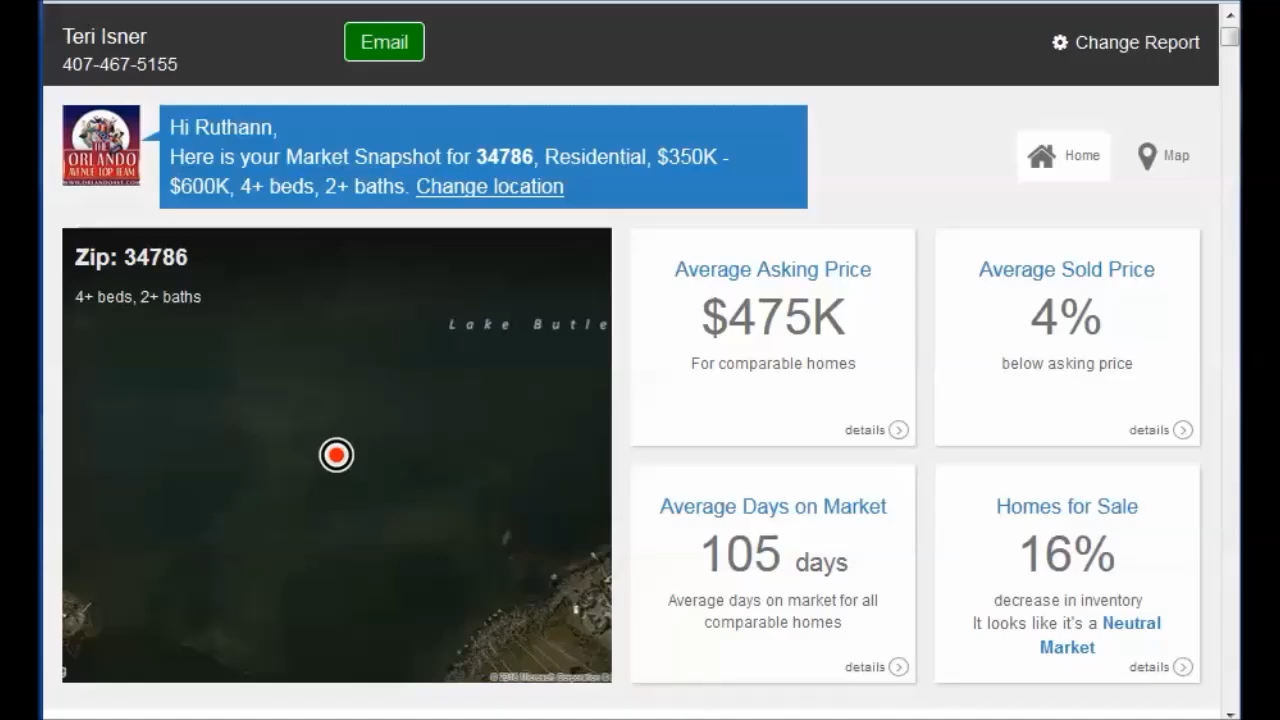 Teri Isner
407-467-5155
Email
Change Report
ORLANDO
AVENUE TOP TEAM
Hi Ruthann,
Here is your Market Snapshot for 34786, Residential, $350K -
$600K, 4+ beds, 2+ baths. Change location
Home
Map
Zip: 34786
4+ beds, 2+ baths
Lake Butle
Average Asking Price
$475K
For comparable homes
details
Average Sold Price
4%
below asking price
details
Average Days on Market
105 days
Average days on market for all
comparable homes
details
Homes for Sale
16%
decrease in inventory
It looks like it's a Neutral
Market
details